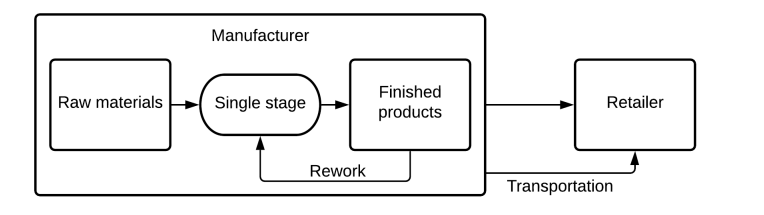 Manufacturer
Raw materials
Single stage
Finished
products
Retailer
Rework
Transportation